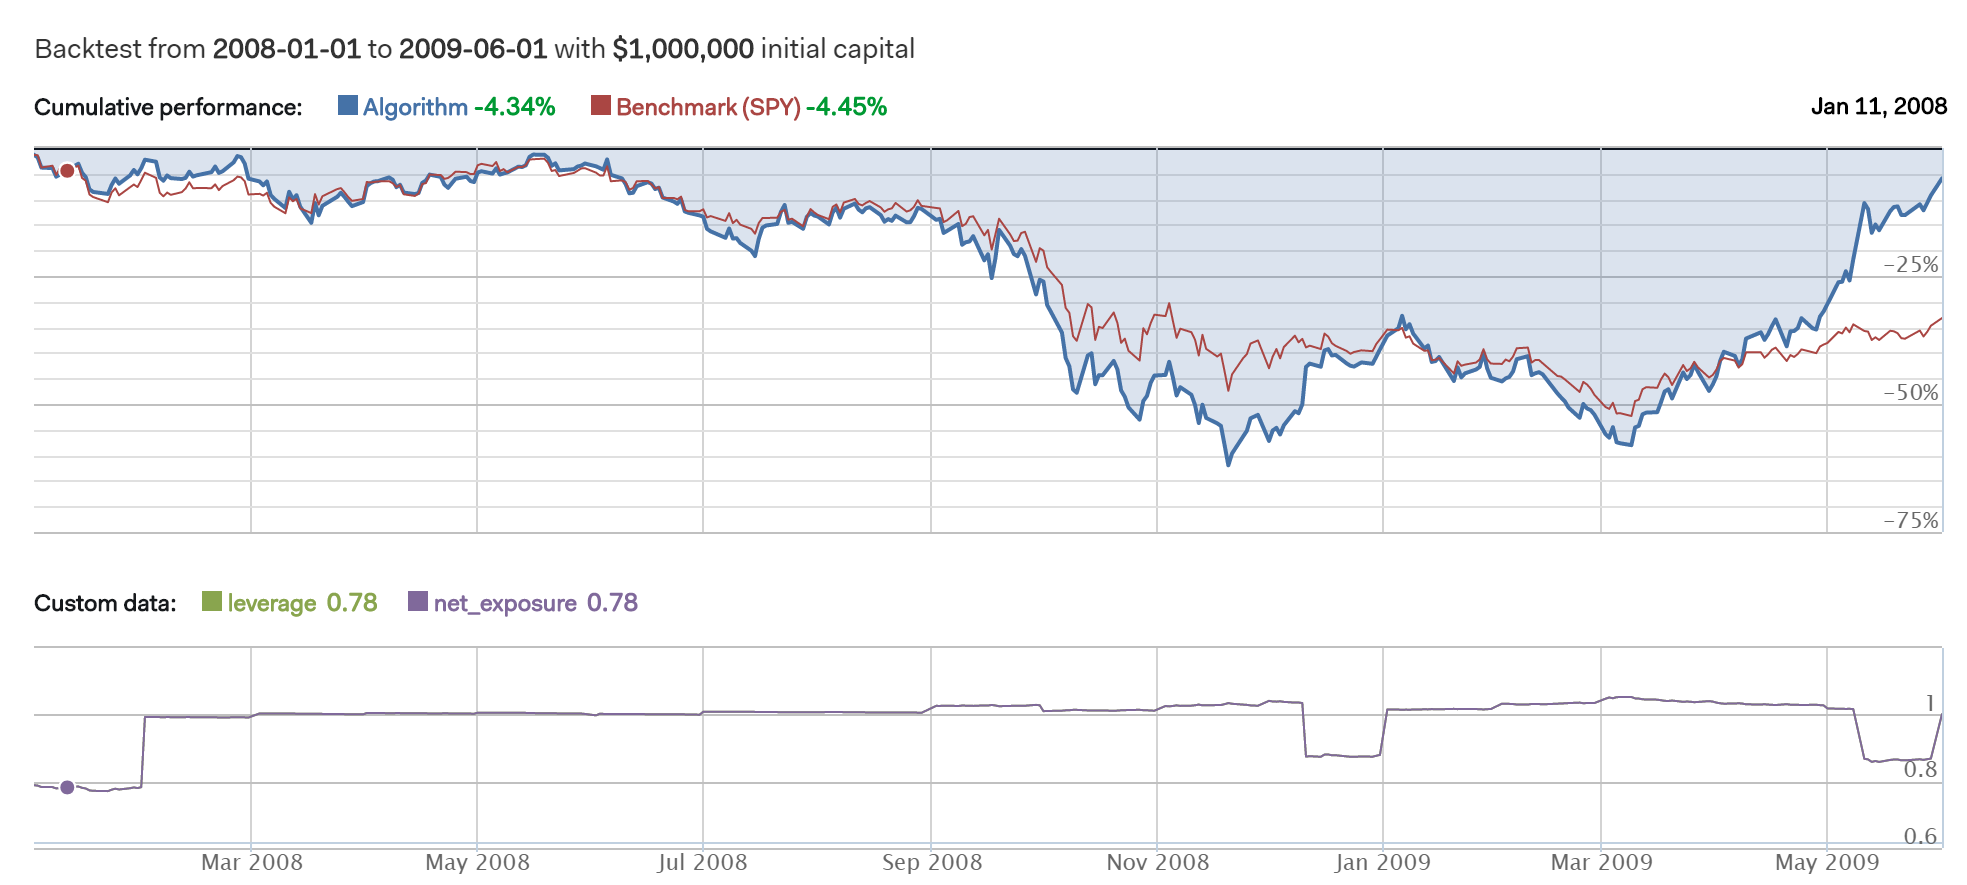 Backtest from 2008-01-01 to 2009-06-01 with $1,000,000 initial capital
Cumulative performance: Algorithm -4.34% Benchmark (SPY) -4.45% Jan 11, 2008
−25%
−50%
−75%
Custom data: leverage 0.78 net_exposure 0.78
1
0.8
0.6
Mar 2008 May 2008 Jul 2008 Sep 2008 Nov 2008 Jan 2009 Mar 2009 May 2009